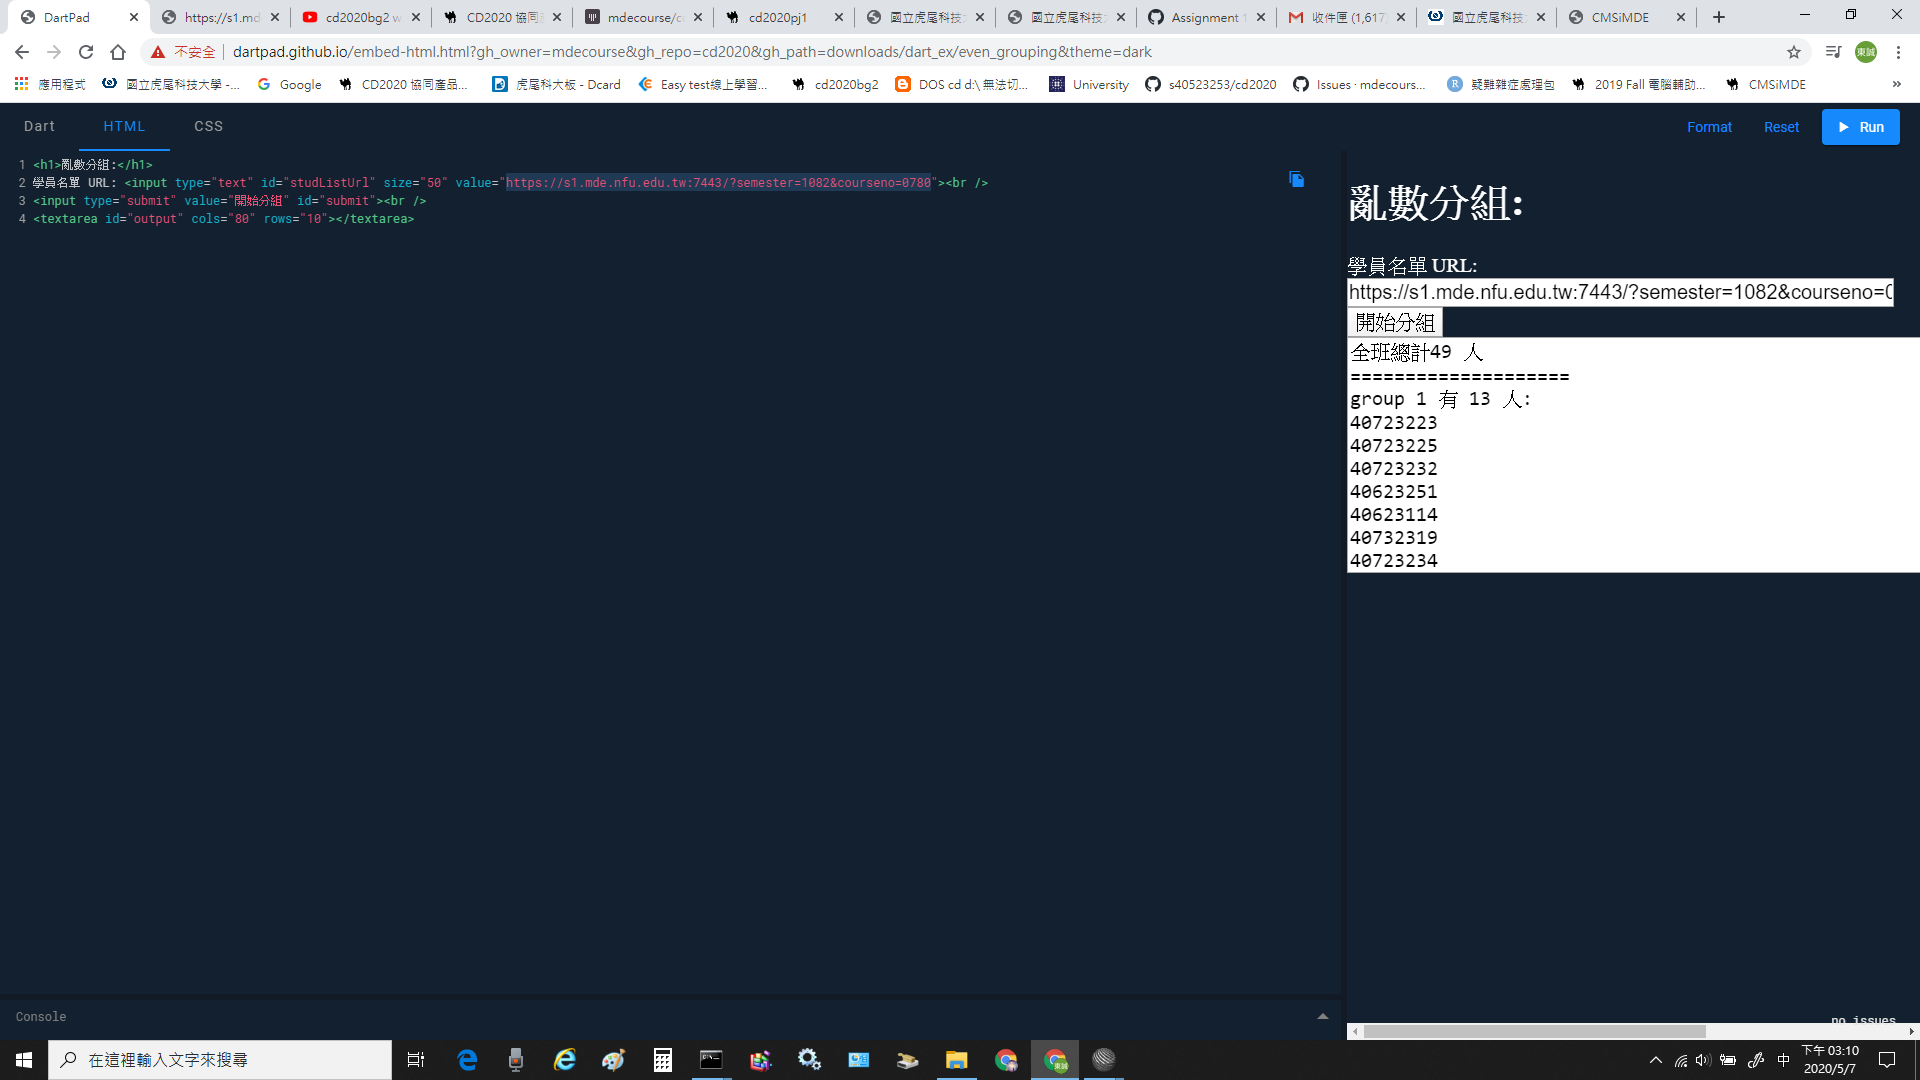 DartPad
https://s1.md
cd2020bg2 w
CD2020 協同
mdecourse/c
cd2020pj1
國立虎尾科技
國立虎尾科技
Assignment
收件匣 (1,617
國立虎尾科技
CMSiMDE
不安全
dartpad.github.io/embed-html.html?gh_owner=mdecourse&gh_repo=cd2020&gh_path=downloads/dart_ex/even_grouping&theme=dark
東誠
應用程式
國立虎尾科技大學 -...
Google
CD2020 協同產品...
虎尾科大板 - Dcard
Easy test線上學習...
cd2020bg2
DOS cd d:\ 無法切...
University
s40523253/cd2020
Issues · mdecours...
疑難雜症處理包
2019 Fall 電腦輔助...
CMSiMDE
»
Dart
HTML
CSS
Format
Reset
Run
1 <h1>亂數分組:</h1>
2 學員名單 URL: <input type="text" id="studListUrl" size="50" value="https://s1.mde.nfu.edu.tw:7443/?semester=1082&courseno=0780"><br />
3 <input type="submit" value="開始分組" id="submit"><br />
4 <textarea id="output" cols="80" rows="10"></textarea>
亂數分組:
學員名單 URL:
https://s1.mde.nfu.edu.tw:7443/?semester=1082&courseno=0
開始分組
全班總計49 人
====================
group 1 有 13 人:
40723223
40723225
40723232
40623251
40623114
40732319
40723234
Console
no issues
在這裡輸入文字來搜尋
東誠
中
下午 03:10
2020/5/7